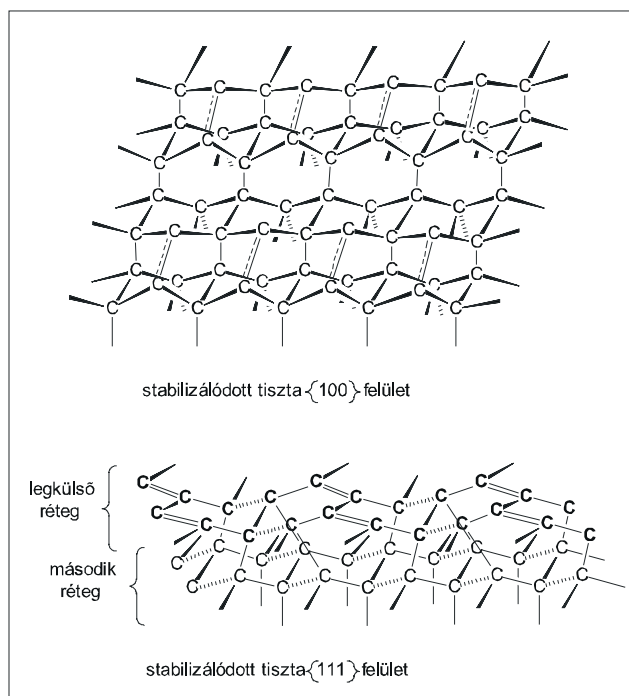 C C C C C C C C C
C C C C C C C C C
C C C C
C C C C C
C C C C C C C C C
C C C C C C C C C
C C C C C C C C C
C C C C C C C C C
stabilizálódott tiszta {100} felület
legkülső
réteg
C C C C C C C C C C C
C C C C C C C C C C C
második
réteg
C C C C C C C C C C
C C C C C C C C C C
stabilizálódott tiszta {111} felület